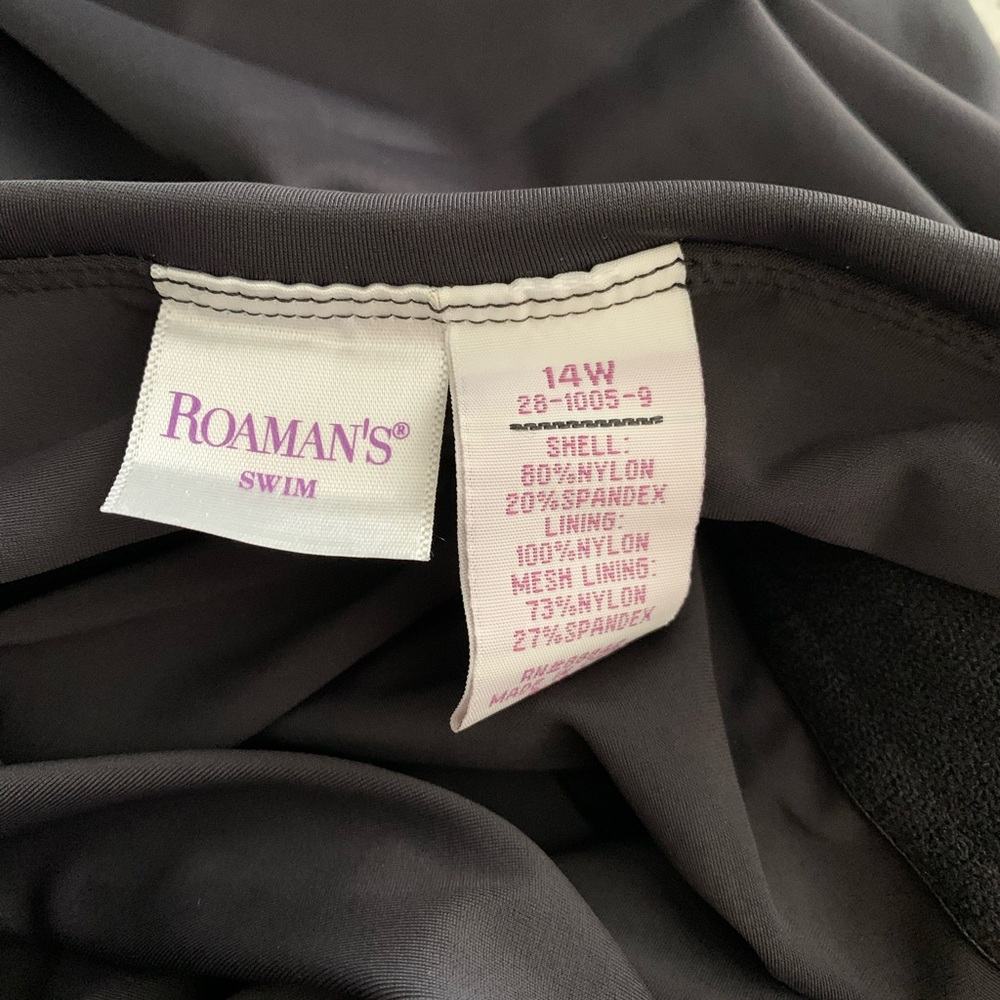 ROAMAN'S®
SWIM
14W
28-1005-9
SHELL:
80%NYLON
20%SPANDEX
LINING:
100%NYLON
MESH LINING:
73%NYLON
27%SPANDEX
MADE